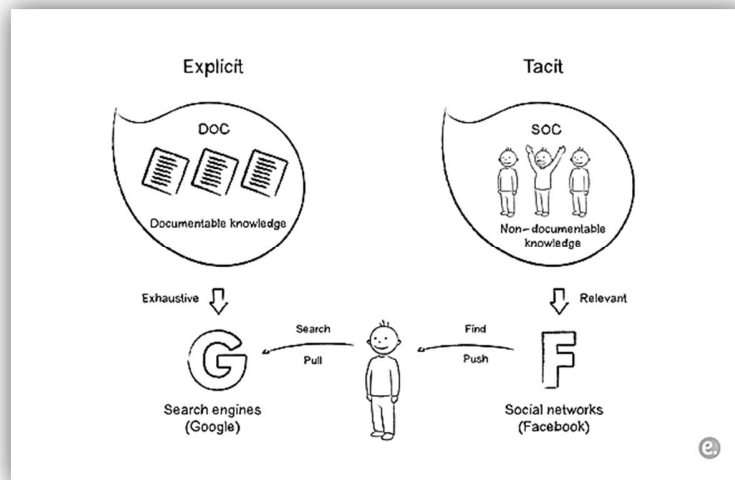 Explicit
Tacit
DOC
Documentable knowledge
SOC
Non-documentable
knowledge
Exhaustive
Relevant
Search
Pull
Find
Push
G
F
Search engines
(Google)
Social networks
(Facebook)
e.